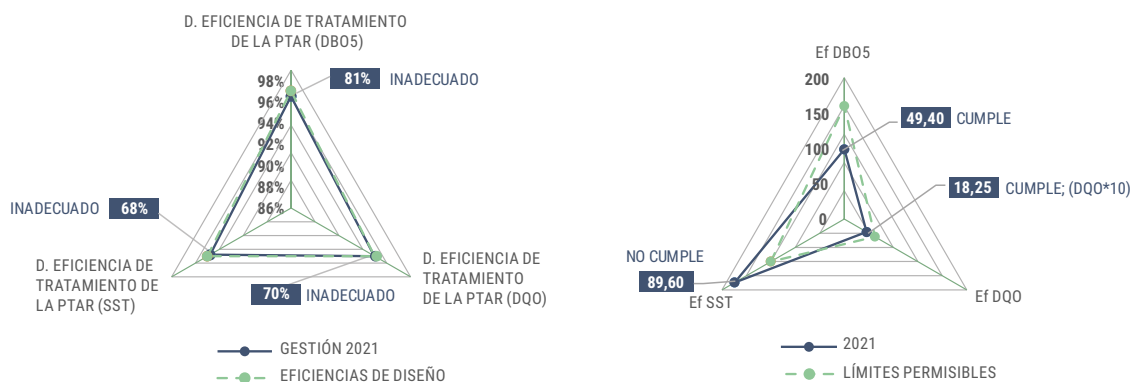 D. EFICIENCIA DE TRATAMIENTO
DE LA PTAR (DBO5)
98%
96%
94%
92%
90%
88%
86%
81% INADECUADO
INADECUADO 68%
70% INADECUADO
D. EFICIENCIA DE
TRATAMIENTO DE
LA PTAR (SST)
D. EFICIENCIA DE
TRATAMIENTO
DE LA PTAR (DQO)
GESTIÓN 2021
EFICIENCIAS DE DISEÑO
Ef DBO5
200
100
50
0
49,40 CUMPLE
18,25 CUMPLE; (DQO*10)
NO CUMPLE
89,60
Ef SST
Ef DQO
2021
LÍMITES PERMISIBLES